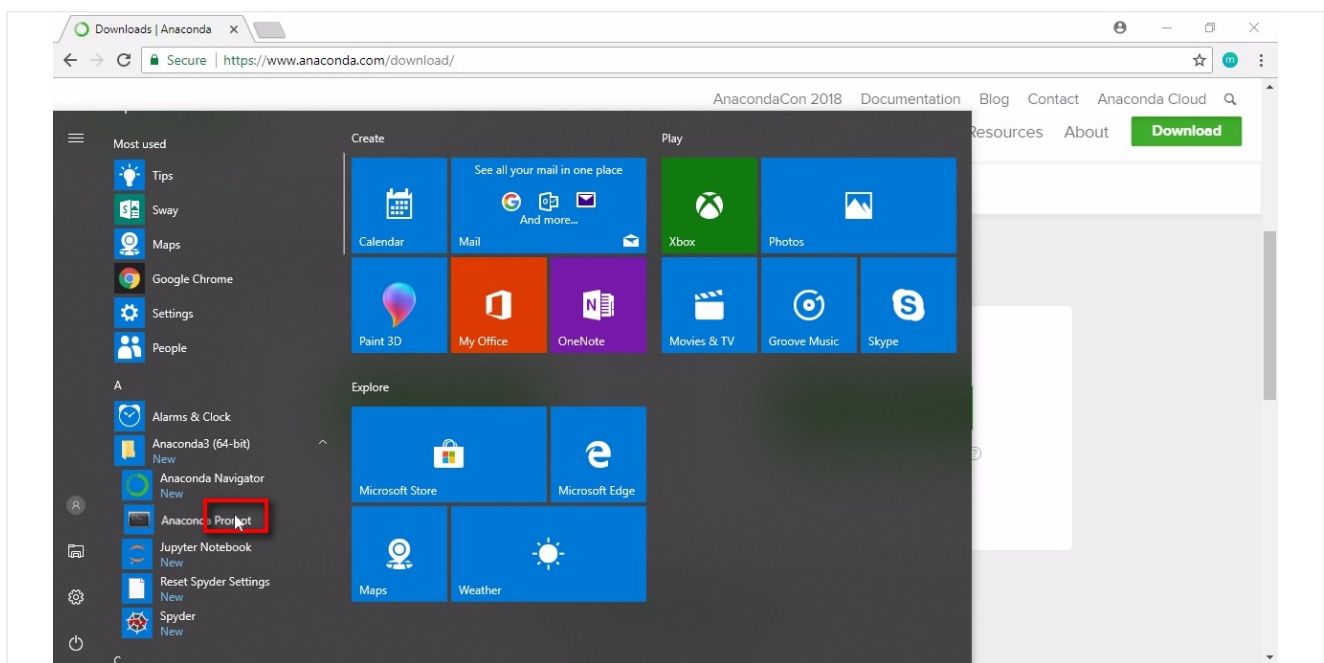 Downloads | Anaconda
Secure | https://www.anaconda.com/download/
AnacondaCon 2018 Documentation Blog Contact Anaconda Cloud
Resources About Download
Most used
Tips
Sway
Maps
Google Chrome
Settings
People
A
Alarms & Clock
Anaconda3 (64-bit)
New
Anaconda Navigator
New
Anaconda Prompt
Jupyter Notebook
New
Reset Spyder Settings
New
Spyder
New
Create
See all your mail in one place
And more...
Calendar
Mail
Paint 3D
My Office
OneNote
Explore
Microsoft Store
Microsoft Edge
Maps
Weather
Play
Xbox
Photos
Movies & TV
Groove Music
Skype